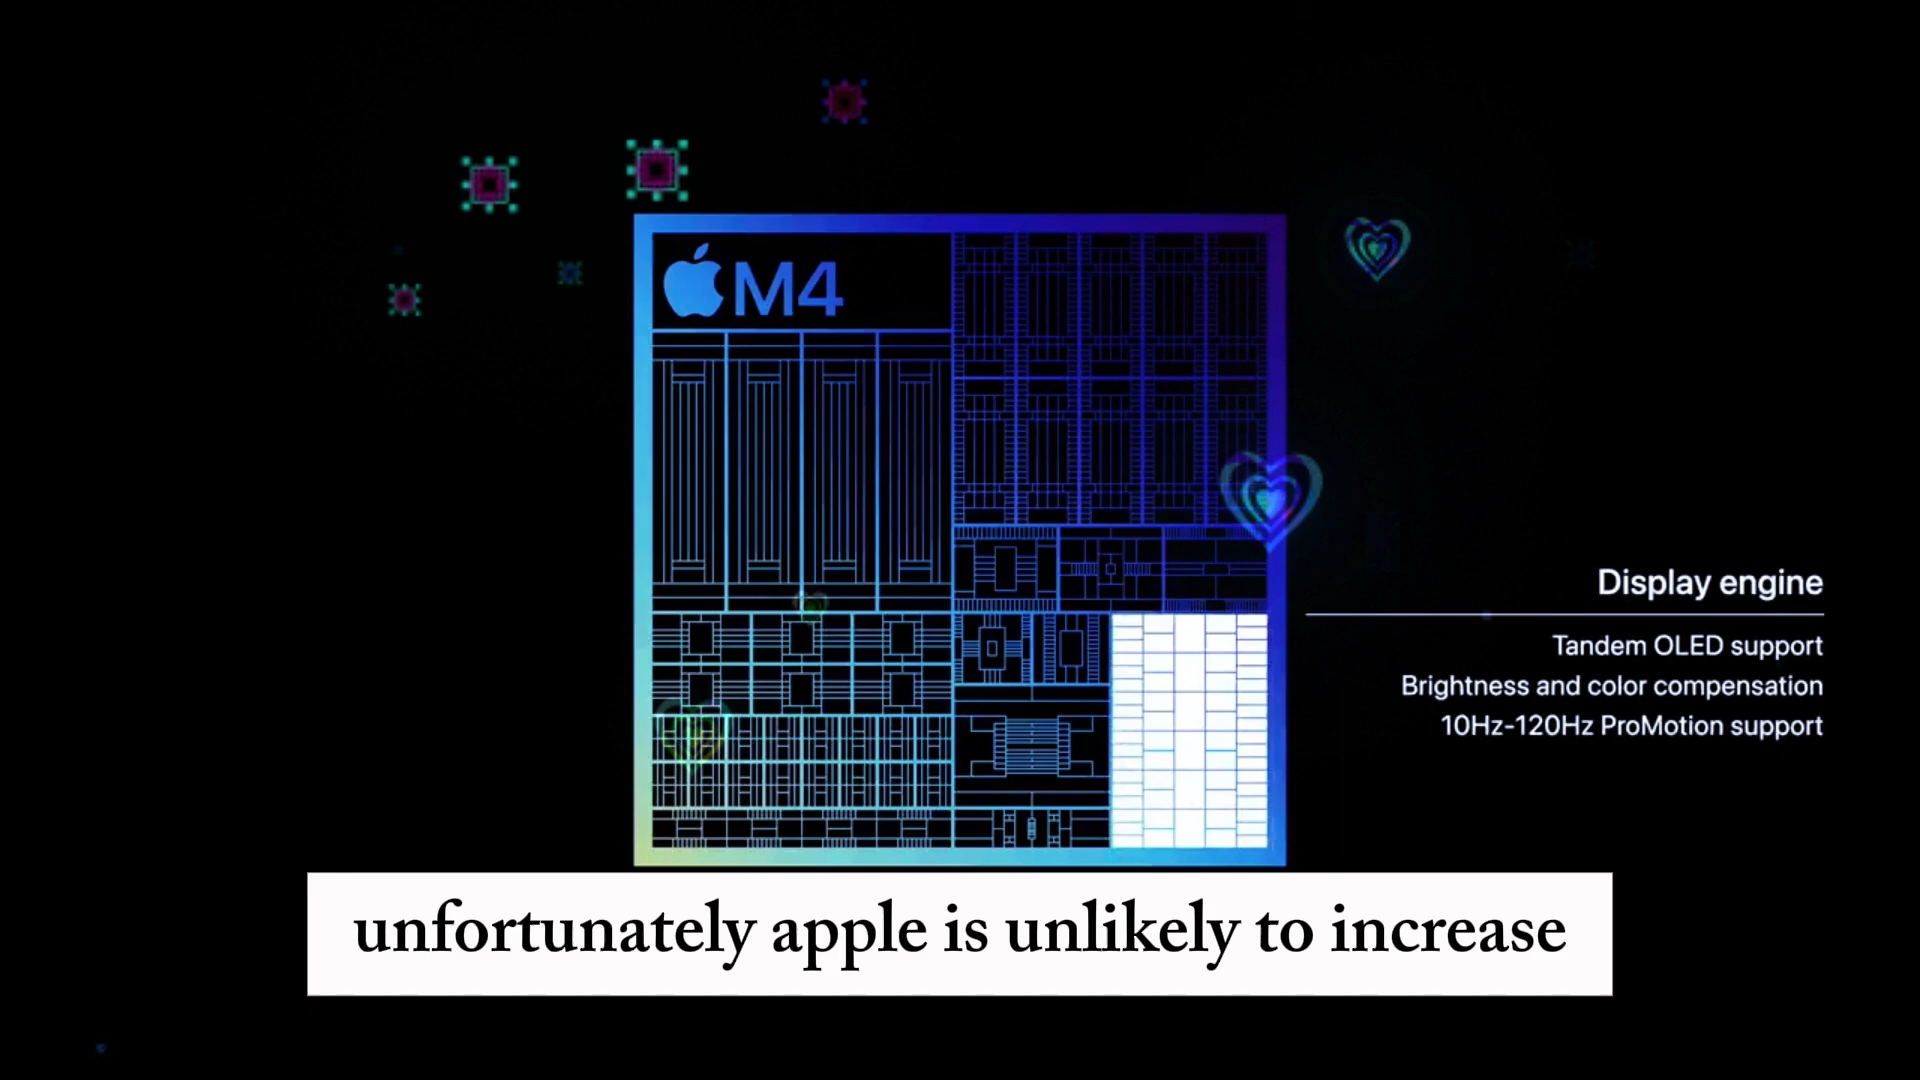 M4
Display engine
Tandem OLED support
Brightness and color compensation
10Hz-120Hz ProMotion support
unfortunately apple is unlikely to increase